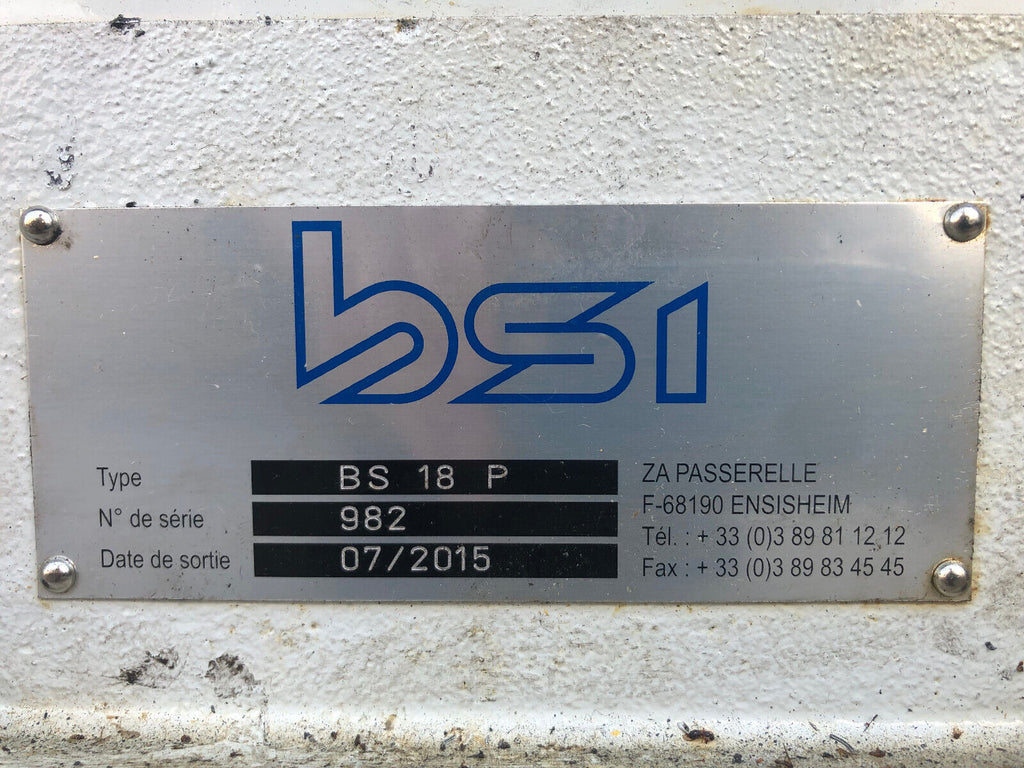 bsi
Type BS 18 P
N° de série 982
Date de sortie 07/2015
ZA PASSERELLE
F-68190 ENSISHEIM
Tél. : + 33 (0)3 89 81 12 12
Fax : + 33 (0)3 89 83 45 45